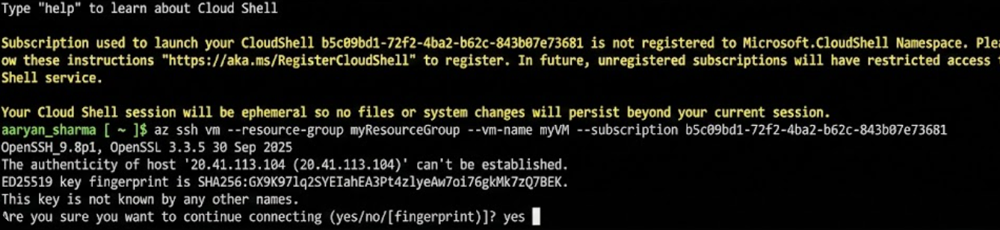 Type "help" to learn about Cloud Shell
Subscription used to launch your CloudShell b5c09bd1-72f2-4ba2-b62c-843b07e73681 is not registered to Microsoft.CloudShell Namespace. Plea
ow these instructions "https://aka.ms/RegisterCloudShell" to register. In future, unregistered subscriptions will have restricted access
Shell service.
Your Cloud Shell session will be ephemeral so no files or system changes will persist beyond your current session.
aaryan_sharma [ ~ ]$ az ssh vm --resource-group myResourceGroup --vm-name myVM --subscription b5c09bd1-72f2-4ba2-b62c-843b07e73681
OpenSSH_9.8p1, OpenSSL 3.3.5 30 Sep 2025
The authenticity of host '20.41.113.104 (20.41.113.104)' can't be established.
ED25519 key fingerprint is SHA256:GX9K97lq2SYEIahEA3Pt4zlyeAw7oi76gkMk7zQ7BEK.
This key is not known by any other names.
Are you sure you want to continue connecting (yes/no/[fingerprint)]? yes